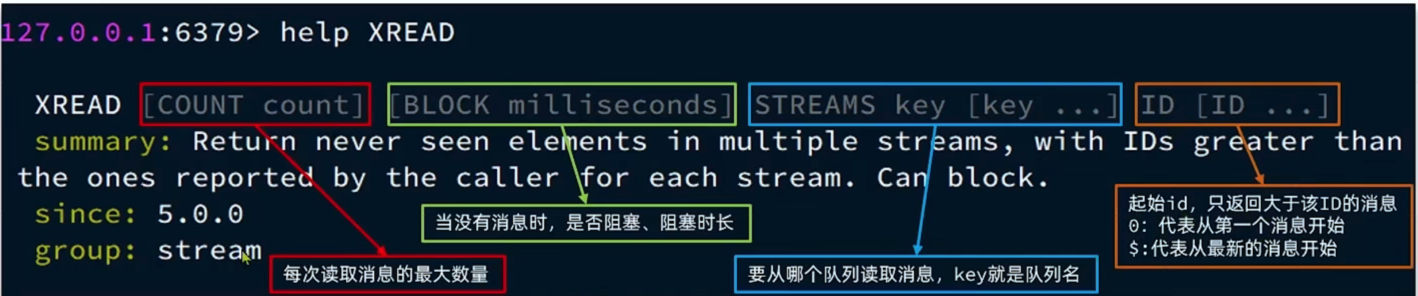 127.0.0.1:6379> help XREAD
XREAD [COUNT count] [BLOCK milliseconds] STREAMS key [key ...] ID [ID ...]
summary: Return never seen elements in multiple streams, with IDs greater than
the ones reported by the caller for each stream. Can block.
since: 5.0.0
group: stream
每次读取消息的最大数量
当没有消息时，是否阻塞、阻塞时长
要从哪个队列读取消息，key就是队列名
起始id，只返回大于该ID的消息
0：代表从第一个消息开始
$:代表从最新的消息开始